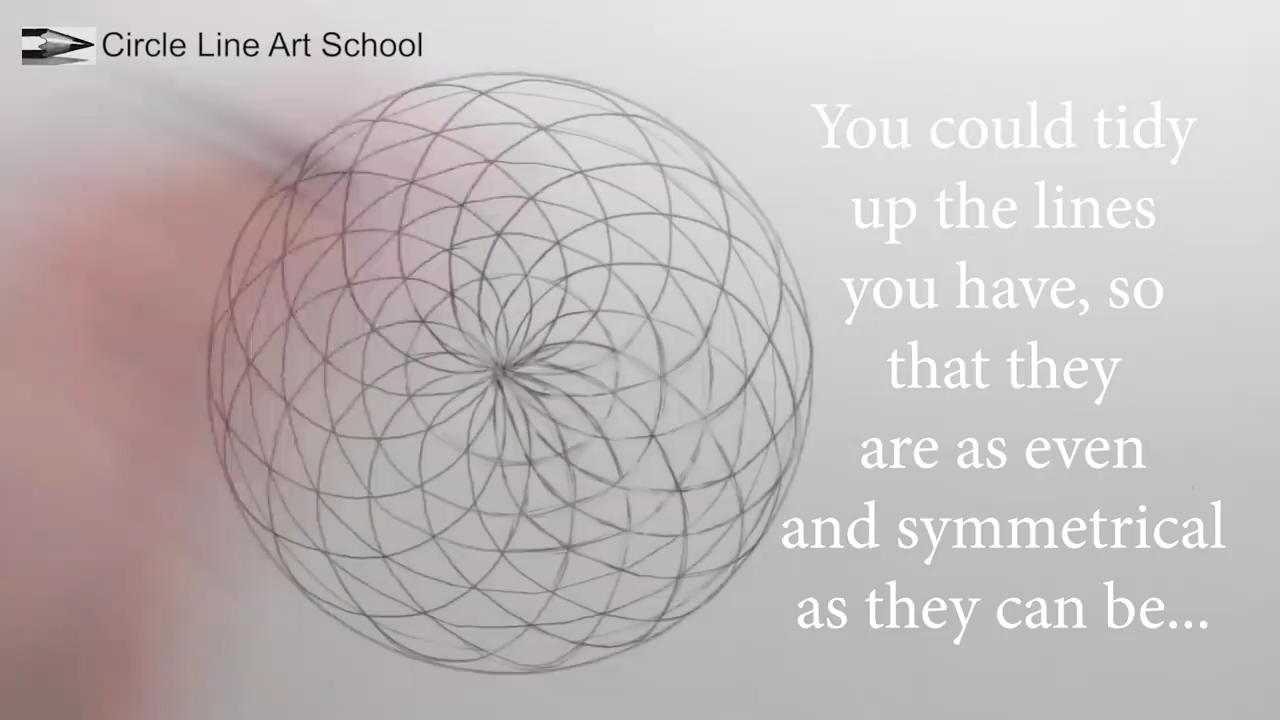 Circle Line Art School
You could tidy
up the lines
you have, so
that they
are as even
and symmetrical
as they can be...